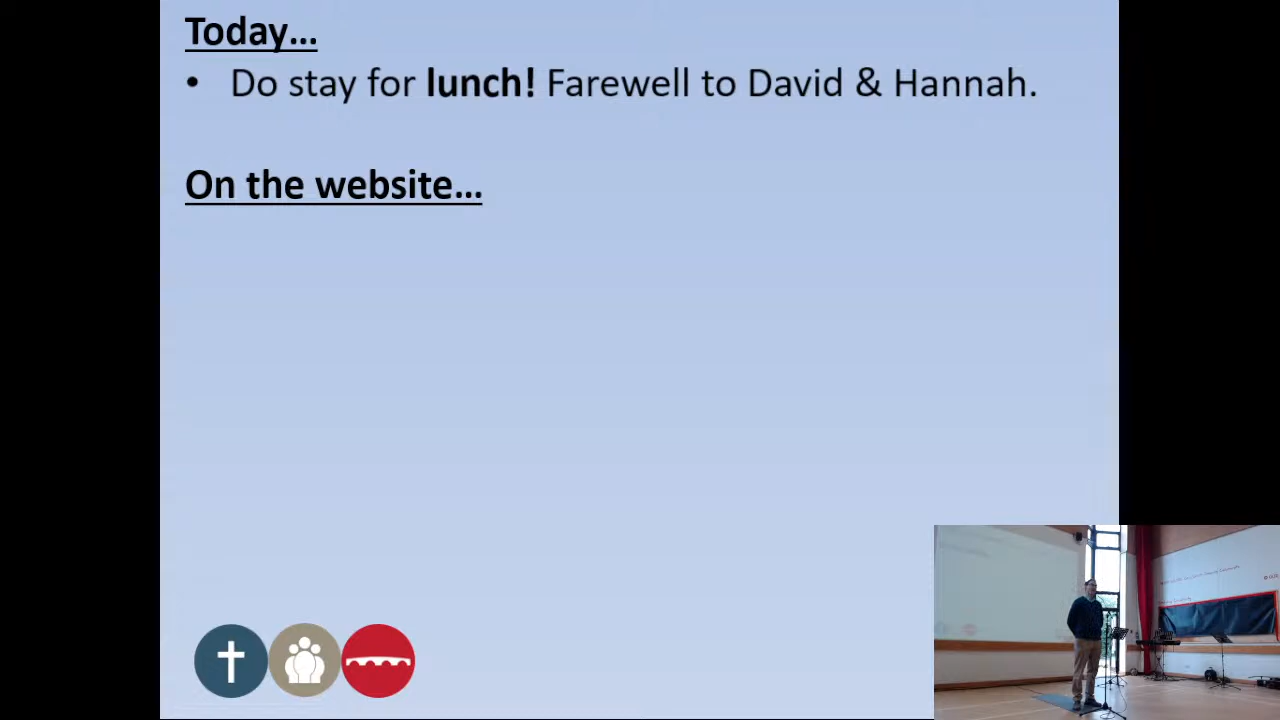 Today...
• Do stay for lunch! Farewell to David & Hannah.
On the website...